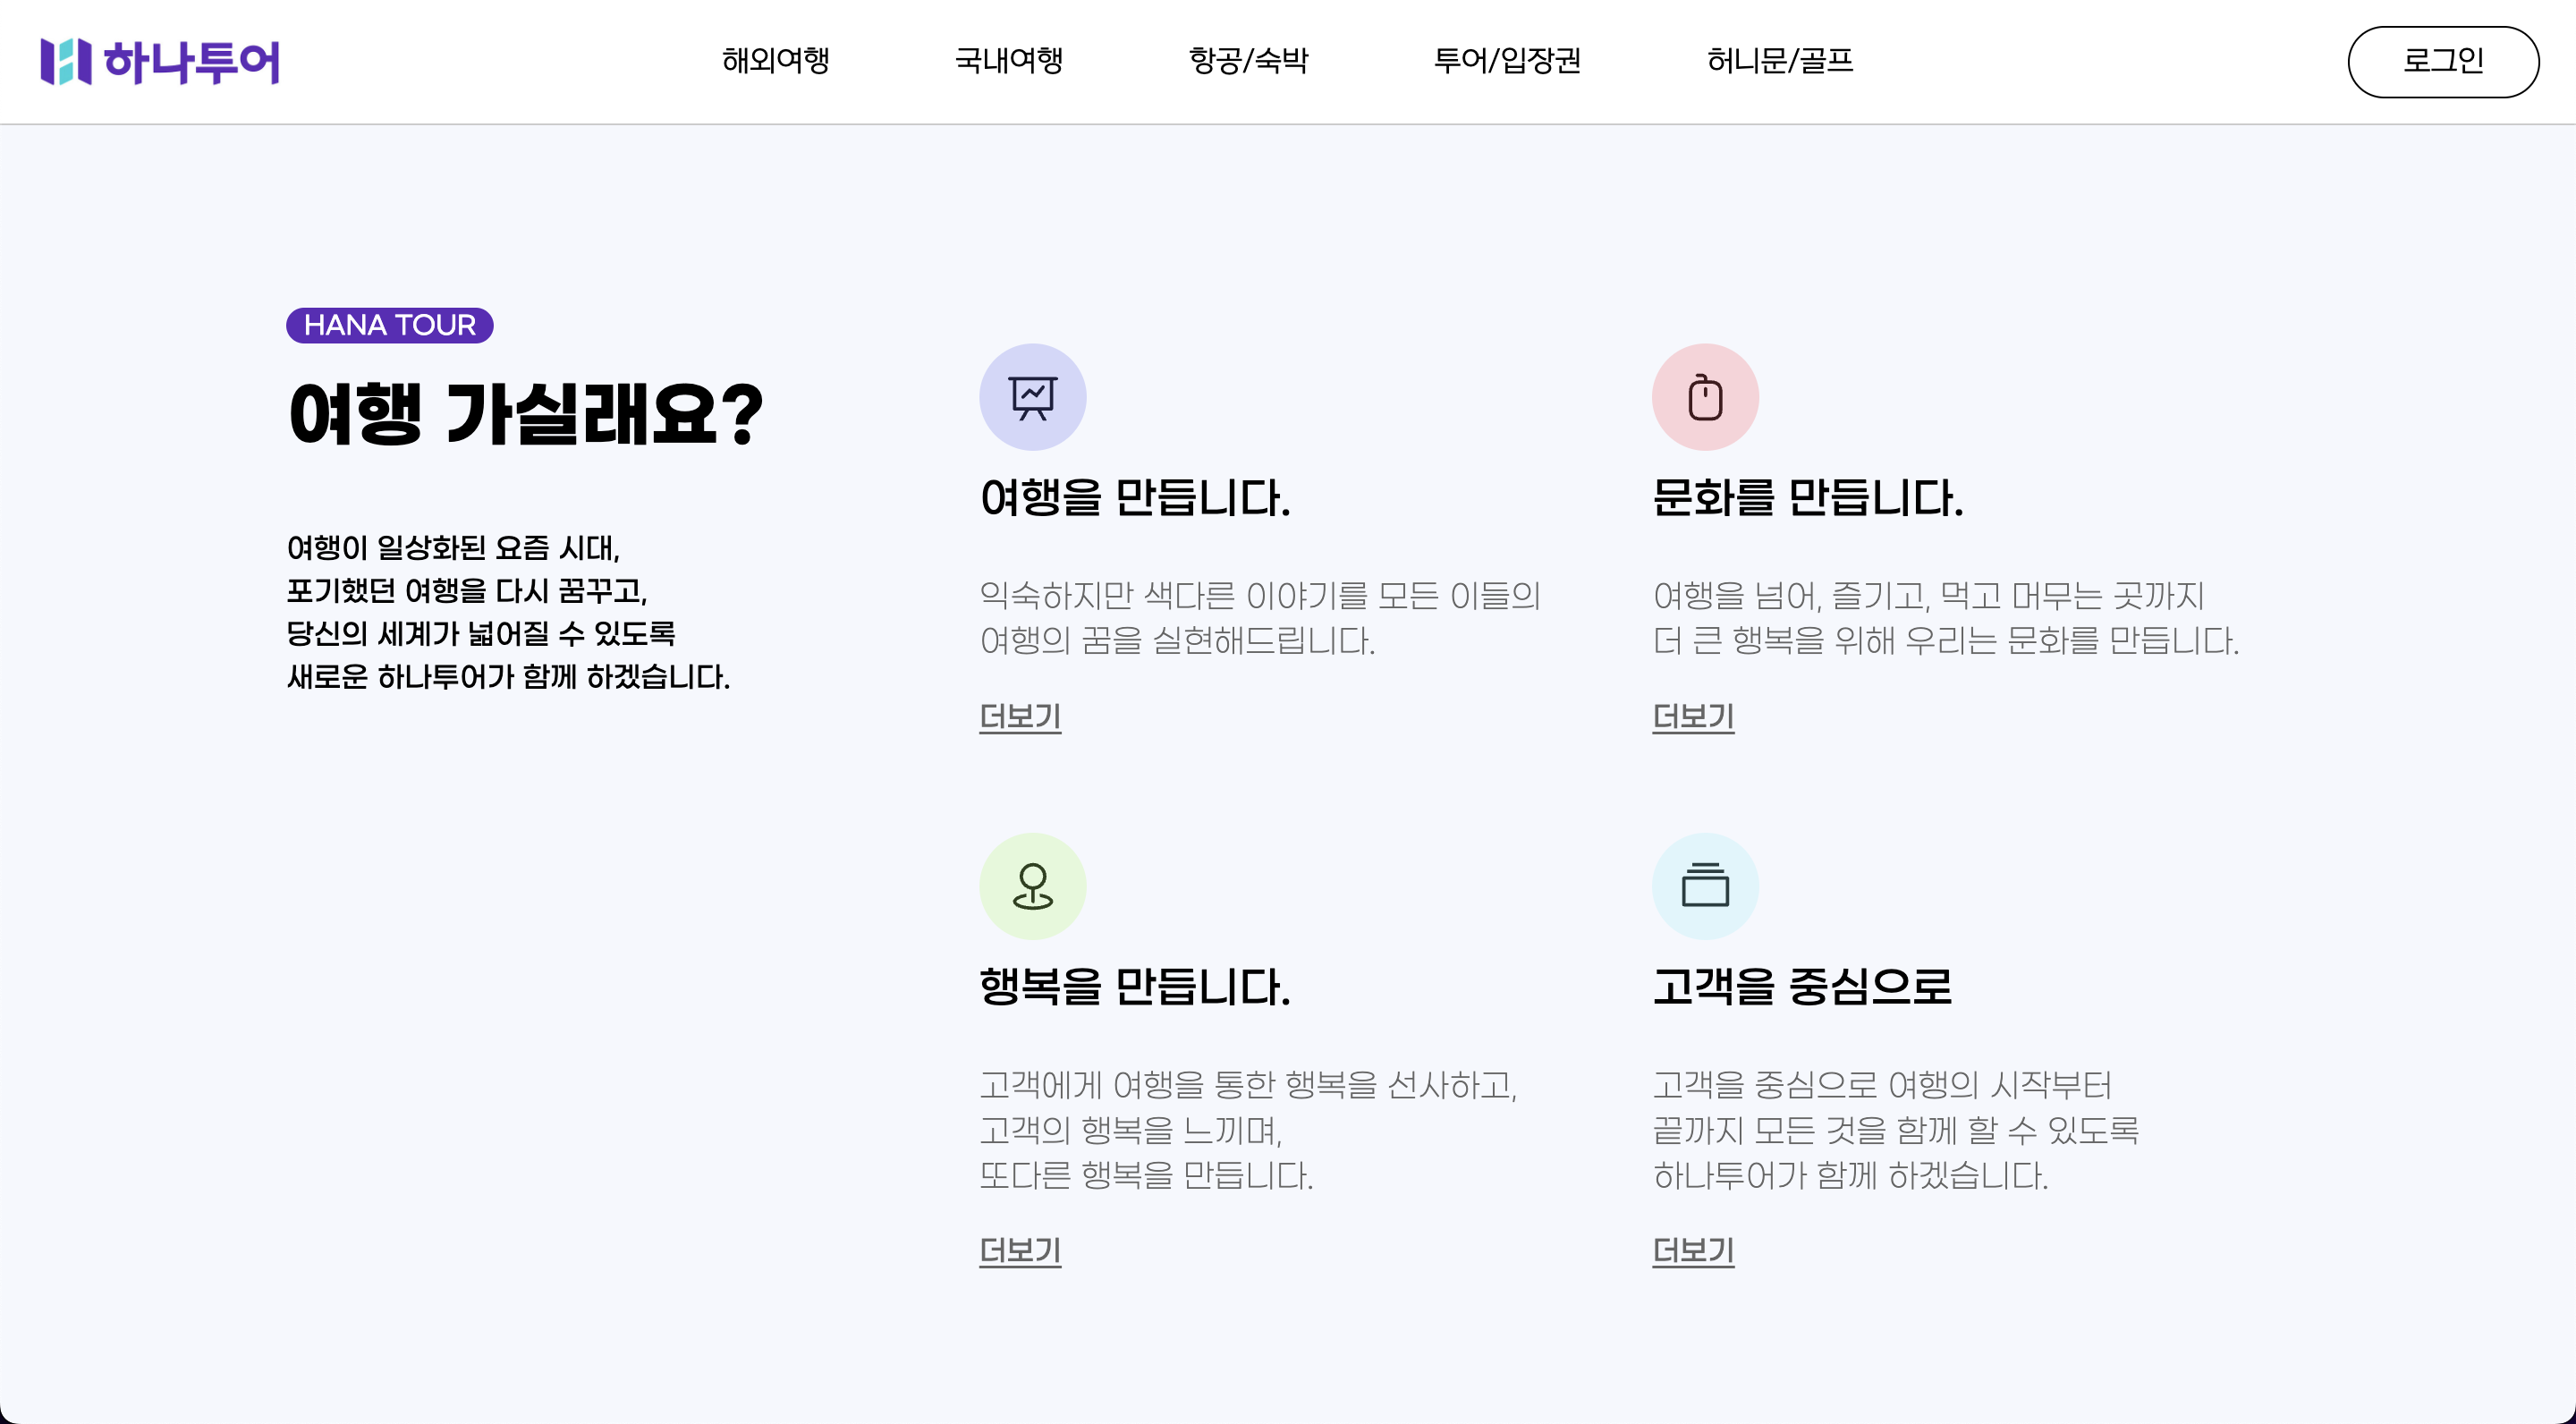 하나투어
해외여행
국내여행
항공/숙박
투어/입장권
허니문/골프
로그인
HANA TOUR
여행 가실래요?
여행이 일상화된 요즘 시대,
포기했던 여행을 다시 꿈꾸고,
당신의 세계가 넓어질 수 있도록
새로운 하나투어가 함께 하겠습니다.
여행을 만듭니다.
익숙하지만 색다른 이야기를 모든 이들의
여행의 꿈을 실현해드립니다.
더보기
문화를 만듭니다.
여행을 넘어, 즐기고, 먹고 머무는 곳까지
더 큰 행복을 위해 우리는 문화를 만듭니다.
더보기
행복을 만듭니다.
고객에게 여행을 통한 행복을 선사하고,
고객의 행복을 느끼며,
또다른 행복을 만듭니다.
더보기
고객을 중심으로
고객을 중심으로 여행의 시작부터
끝까지 모든 것을 함께 할 수 있도록
하나투어가 함께 하겠습니다.
더보기